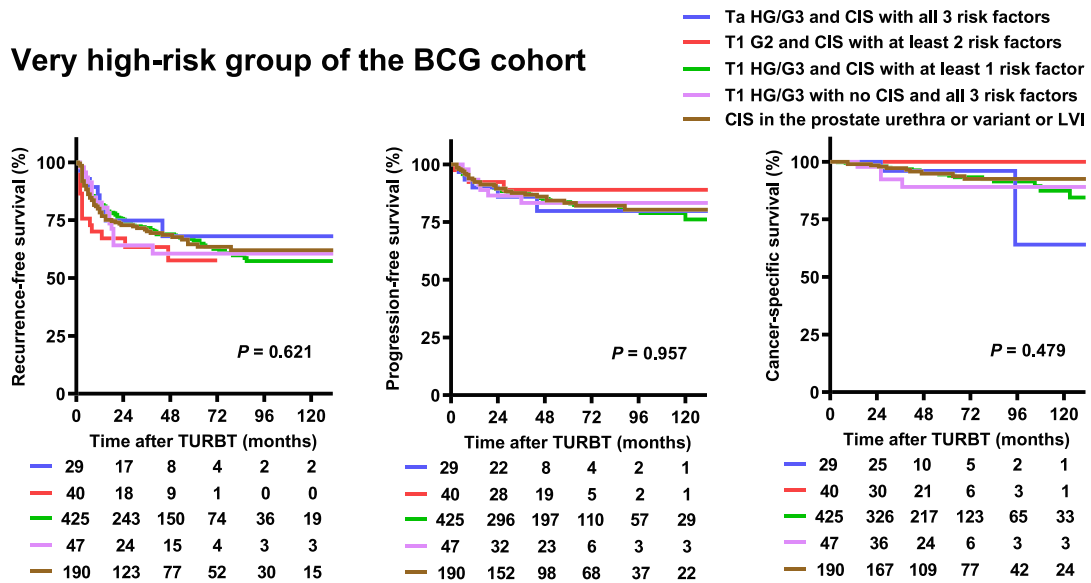 Very high-risk group of the BCG cohort
Ta HG/G3 and CIS with all 3 risk factors
T1 G2 and CIS with at least 2 risk factors
T1 HG/G3 and CIS with at least 1 risk factor
T1 HG/G3 with no CIS and all 3 risk factors
CIS in the prostate urethra or variant or LVI
Recurrence-free survival (%)
100
75
50
25
0
P = 0.621
0 24 48 72 96 120
Time after TURBT (months)
29 17 8 4 2 2
40 18 9 1 0 0
425 243 150 74 36 19
47 24 15 4 3 3
190 123 77 52 30 15
Progression-free survival (%)
100
75
50
25
0
P = 0.957
0 24 48 72 96 120
Time after TURBT (months)
29 22 8 4 2 1
40 28 19 5 2 1
425 296 197 110 57 29
47 32 23 6 3 3
190 152 98 68 37 22
Cancer-specific survival (%)
100
75
50
25
0
P = 0.479
0 24 48 72 96 120
Time after TURBT (months)
29 25 10 5 2 1
40 30 21 6 3 1
425 326 217 123 65 33
47 36 24 6 3 3
190 167 109 77 42 24